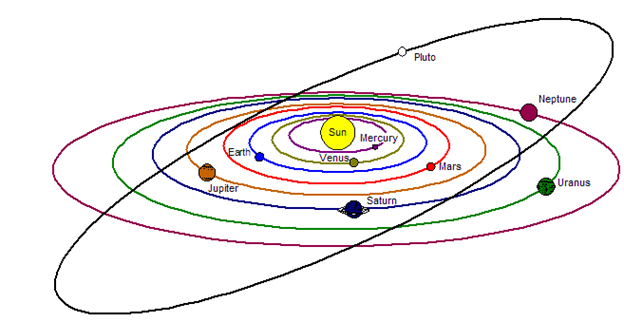 Pluto
Neptune
Sun
Mercury
Earth
Venus
Mars
Jupiter
Uranus
Saturn